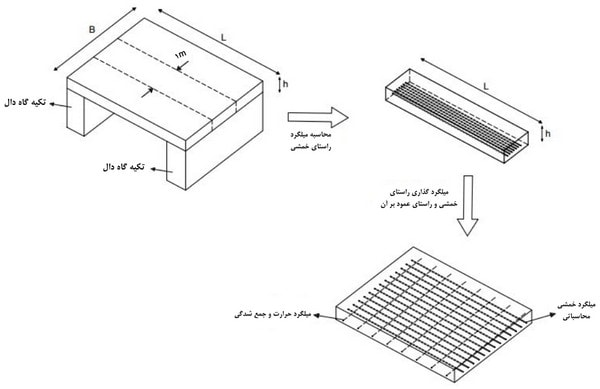 B
L
h
۱m
تکیه گاه دال
تکیه گاه دال
محاسبه میلگرد
راستای خمشی
L
h
میلگرد گذاری راستای
خمشی و راستای عمود بر آن
میلگرد حرارت و جمع شدگی
میلگرد خمشی
محاسباتی